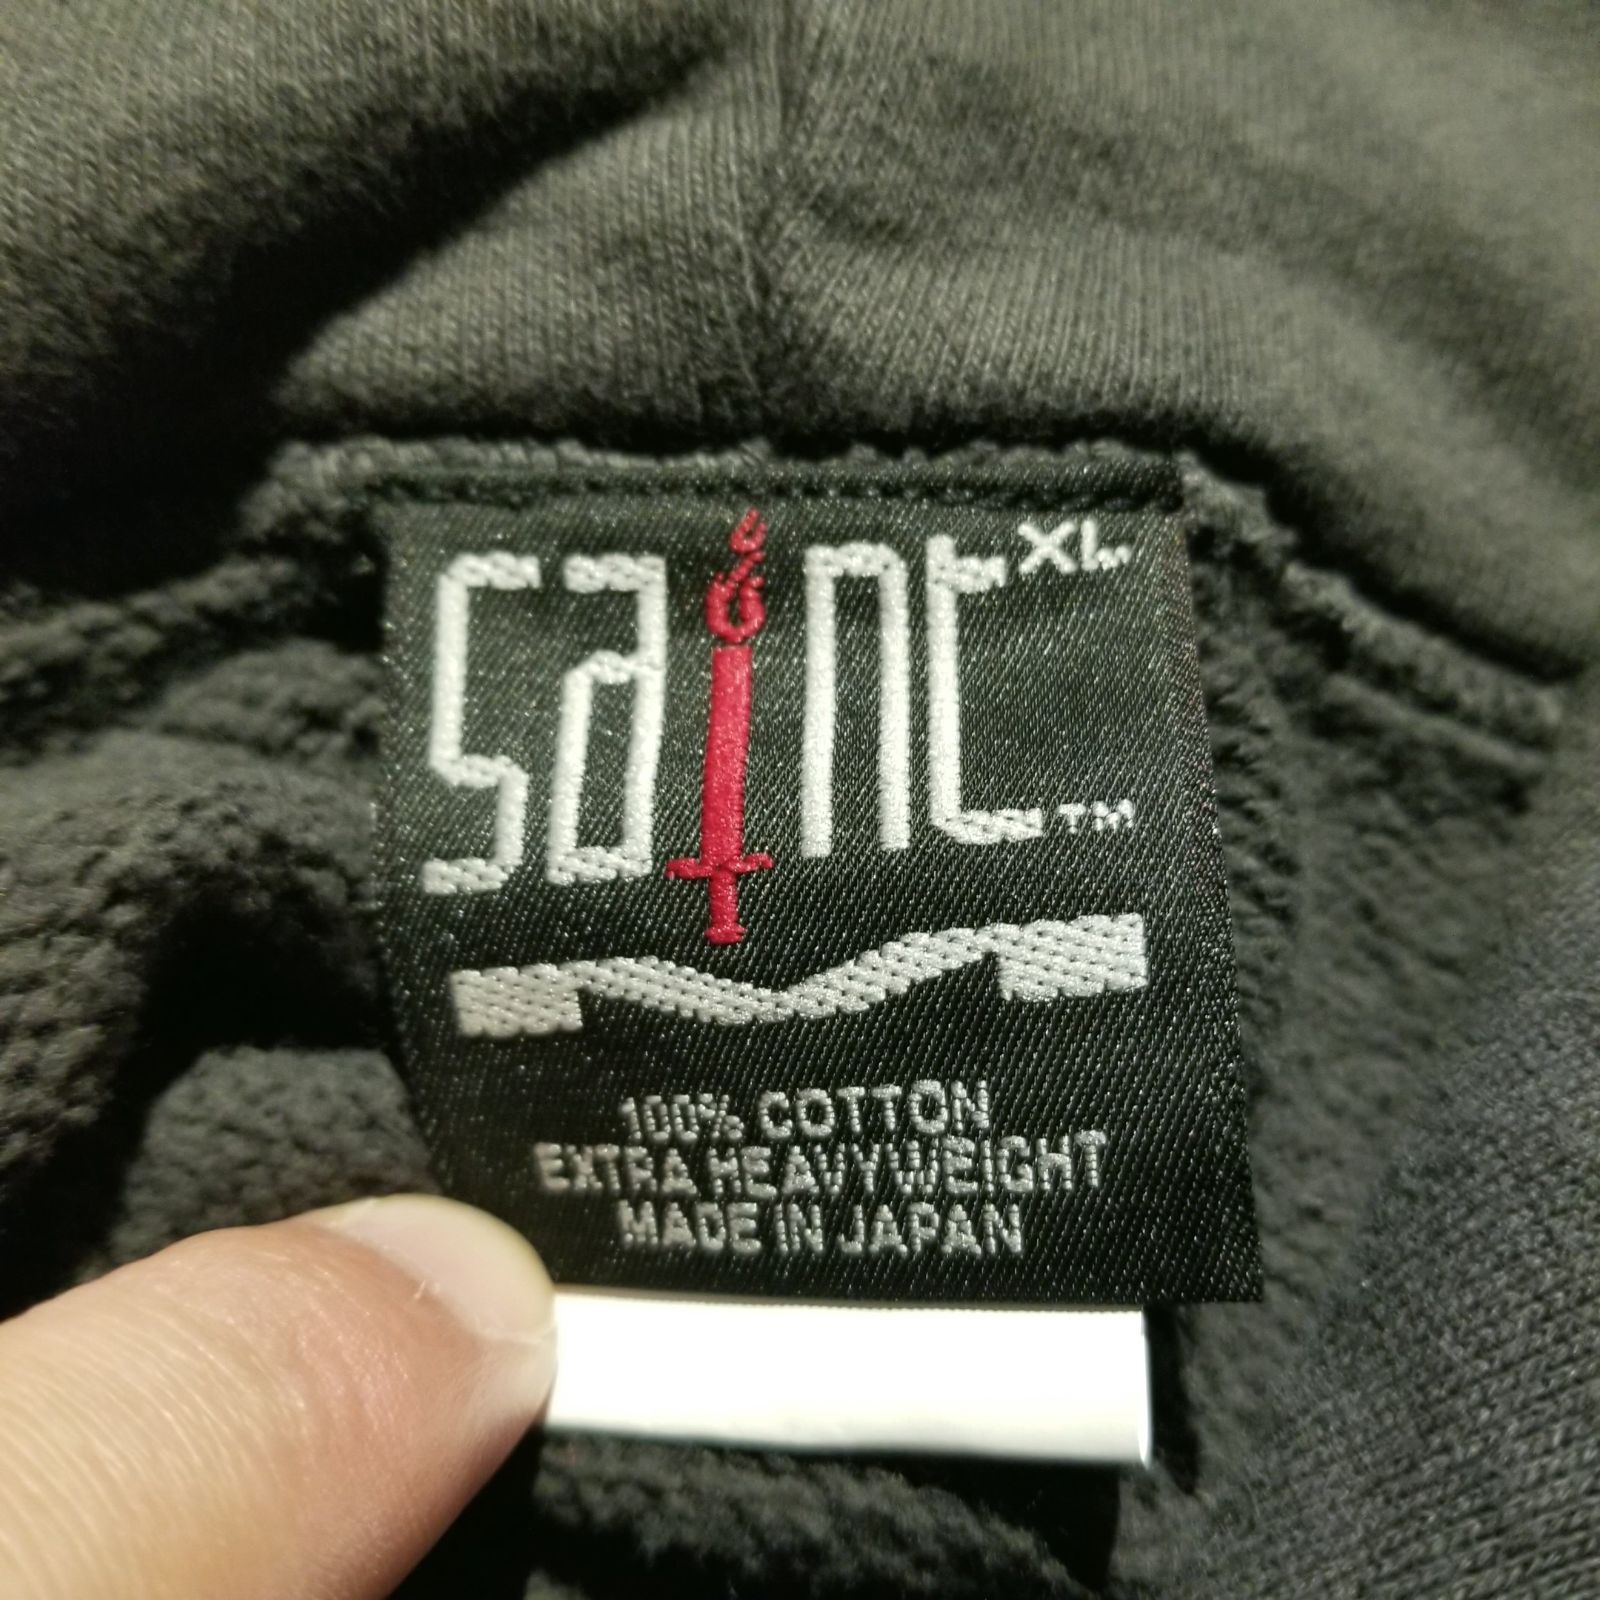 saint XL
TM
100% COTTON
EXTRA HEAVYWEIGHT
MADE IN JAPAN